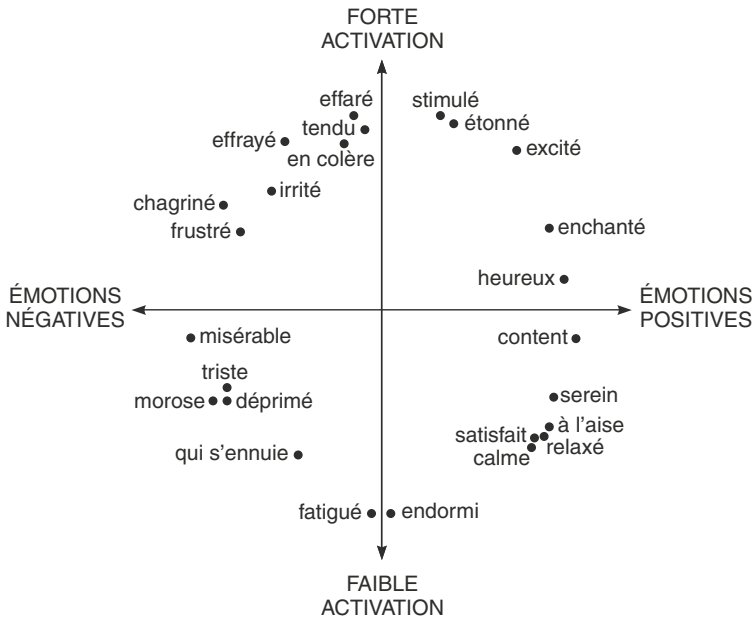 FORTE
ACTIVATION
effaré
stimulé
tendu
étonné
effrayé
en colère
excité
irrité
chagriné
frustré
enchanté
heureux
ÉMOTIONS
NÉGATIVES
ÉMOTIONS
POSITIVES
misérable
content
triste
morose
déprimé
serein
à l'aise
satisfait
relaxé
calme
qui s'ennuie
fatigué
endormi
FAIBLE
ACTIVATION